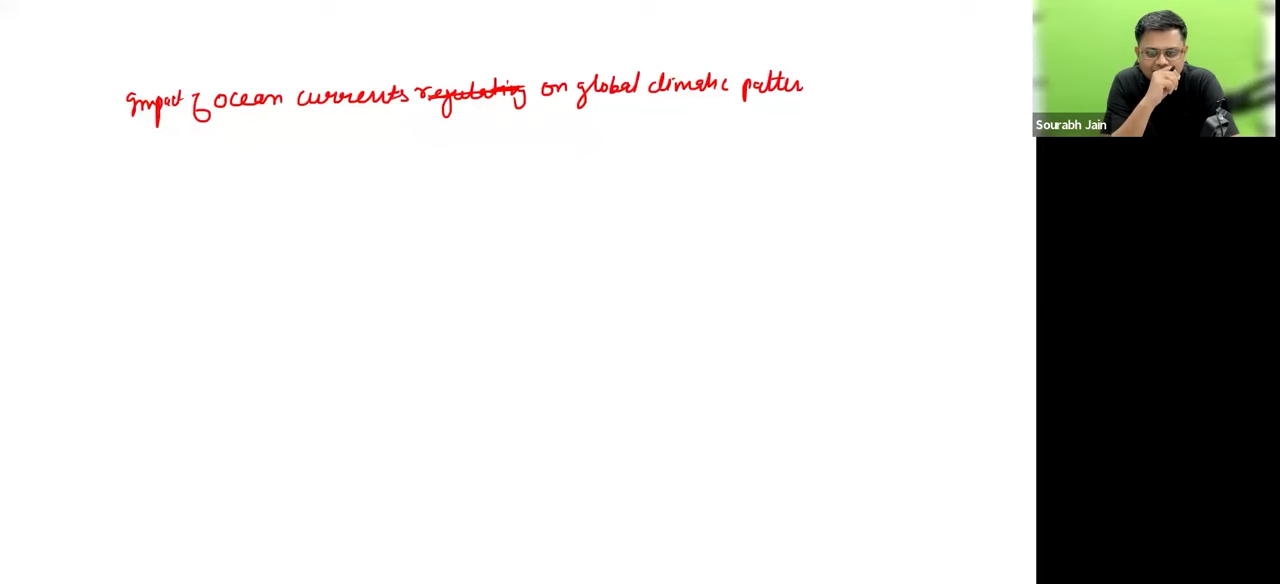 Impact of ocean currents regulating on global climatic patter
Sourabh Jain